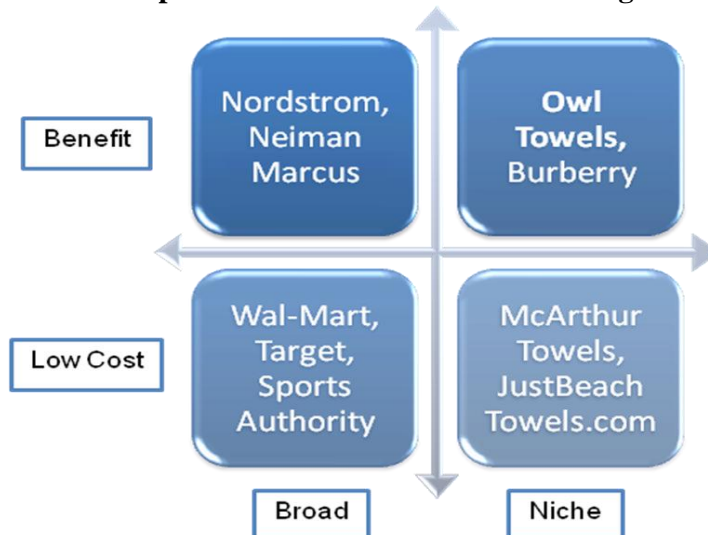 Nordstrom,
Neiman
Marcus
Owl
Towels,
Burberry
Benefit
Wal-Mart,
Target,
Sports
Authority
McArthur
Towels,
JustBeach
Towels.com
Low Cost
Broad
Niche